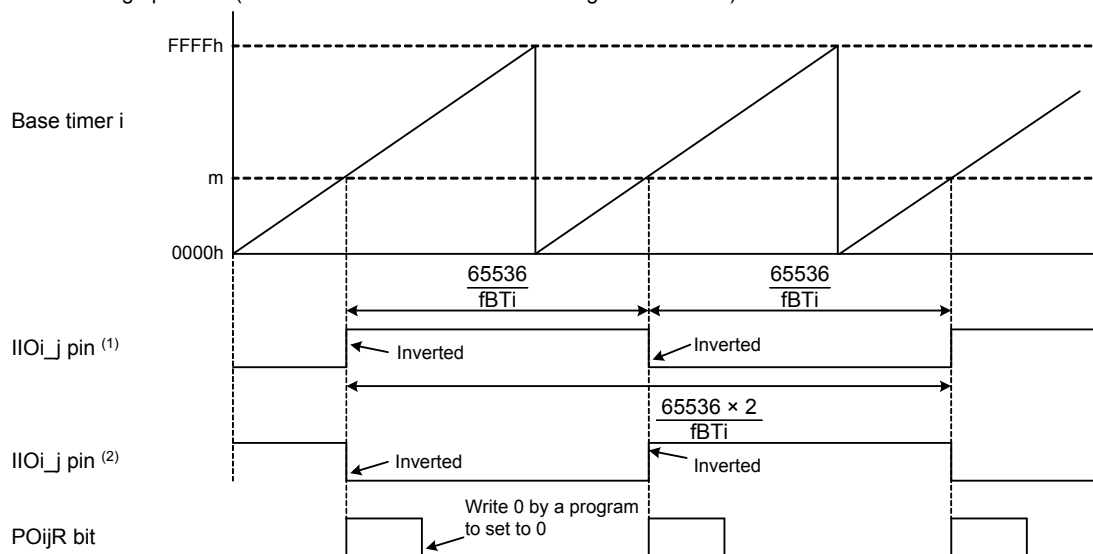 FFFFh
Base timer i
m
0000h
65536
fBTi
65536
fBTi
IIOi_j pin (1)
Inverted
Inverted
65536 × 2
fBTi
IIOi_j pin (2)
Inverted
Inverted
Write 0 by a program
to set to 0
POijR bit